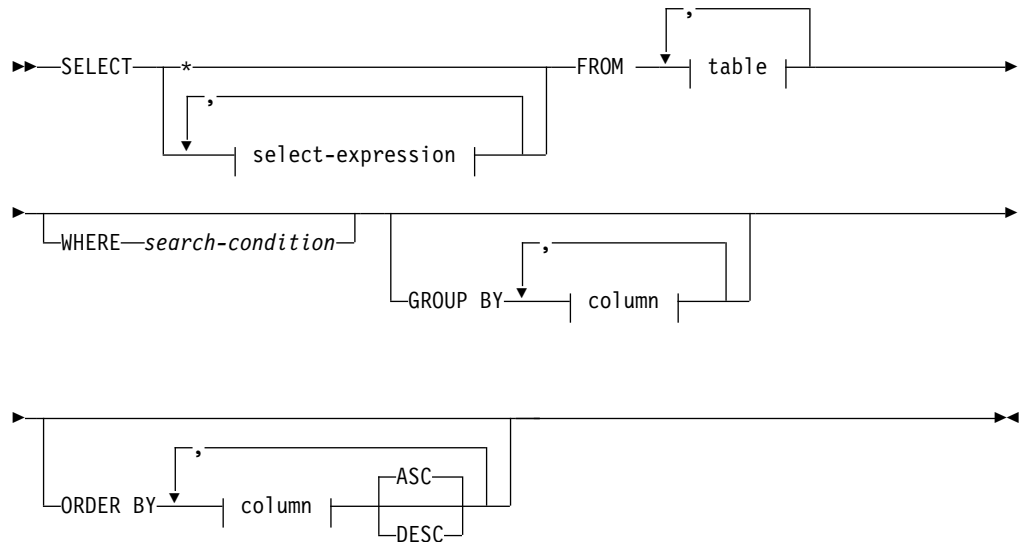 ,
SELECT * FROM table
,
select-expression
WHERE search-condition
,
GROUP BY column
,
ASC
ORDER BY column
DESC